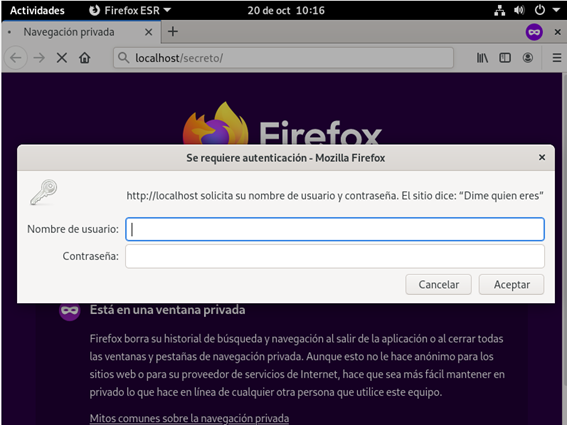 Actividades
Firefox ESR
20 de oct 10:16
Navegación privada
localhost/secreto/
Firefox
Se requiere autenticación - Mozilla Firefox
http://localhost solicita su nombre de usuario y contraseña. El sitio dice: “Dime quien eres”
Nombre de usuario:
Contraseña:
Cancelar
Aceptar
Está en una ventana privada
Firefox borra su historial de búsqueda y navegación al salir de la aplicación o al cerrar todas
las ventanas y pestañas de navegación privada. Aunque esto no le hace anónimo para los
sitios web o para su proveedor de servicios de Internet, hace que sea más fácil mantener en
privado lo que hace en línea de cualquier otra persona que utilice este equipo.
Mitos comunes sobre la navegación privada